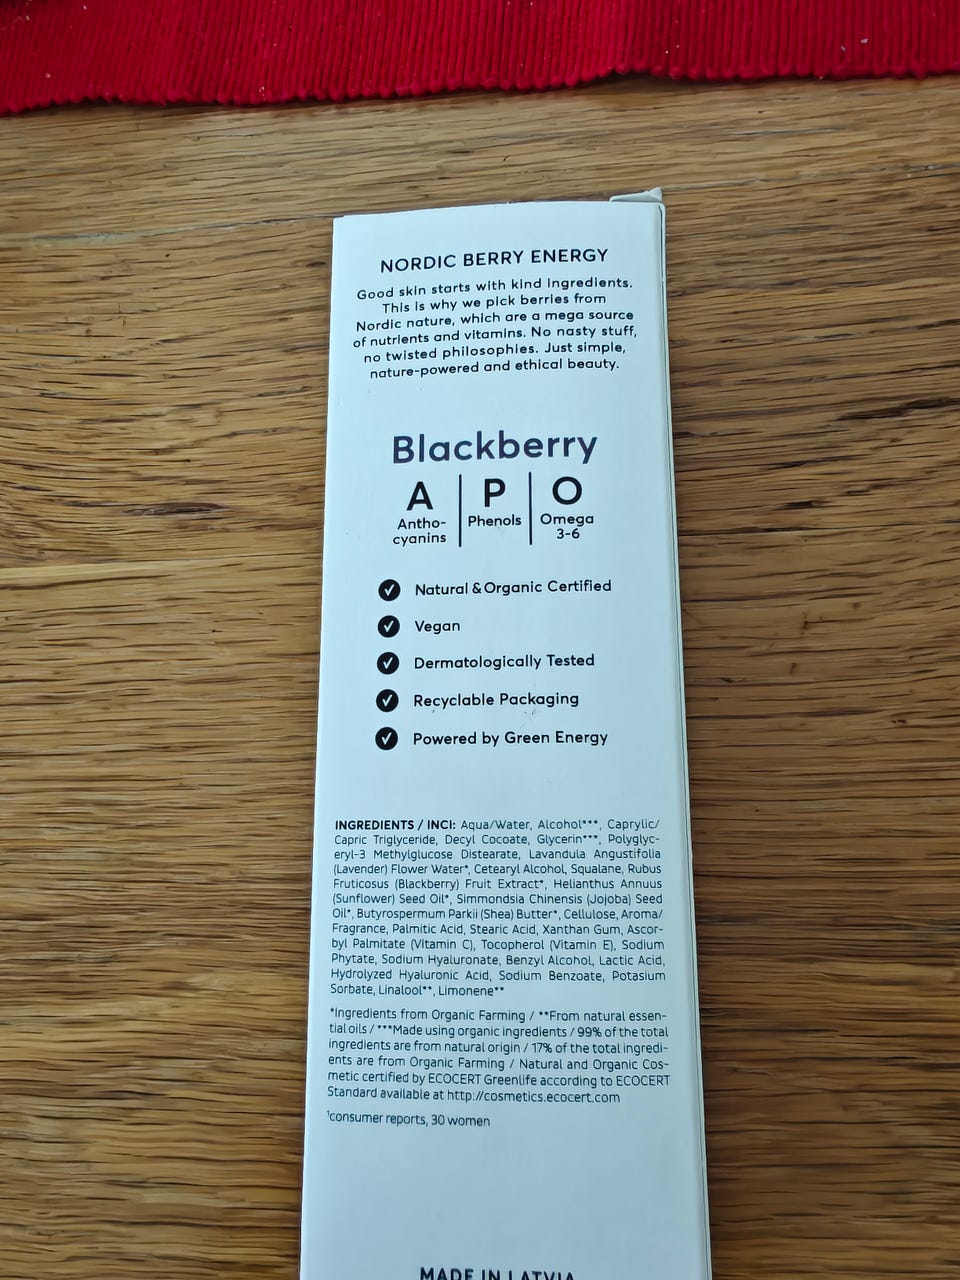 NORDIC BERRY ENERGY
Good skin starts with kind ingredients.
This is why we pick berries from
Nordic nature, which are a mega source
of nutrients and vitamins. No nasty stuff,
no twisted philosophies. Just simple,
nature-powered and ethical beauty.
Blackberry
A | P | O
Antho-
cyanins
Phenols
Omega
3-6
Natural & Organic Certified
Vegan
Dermatologically Tested
Recyclable Packaging
Powered by Green Energy
INGREDIENTS / INCI: Aqua/Water, Alcohol***, Caprylic/
Capric Triglyceride, Decyl Cocoate, Glycerin***, Polyglyc-
eryl-3 Methylglucose Distearate, Lavandula Angustifolia
(Lavender) Flower Water*, Cetearyl Alcohol, Squalane, Rubus
Fruticosus (Blackberry) Fruit Extract*, Helianthus Annuus
(Sunflower) Seed Oil*, Simmondsia Chinensis (Jojoba) Seed
Oil*, Butyrospermum Parkii (Shea) Butter*, Cellulose, Aroma/
Fragrance, Palmitic Acid, Stearic Acid, Xanthan Gum, Ascor-
byl Palmitate (Vitamin C), Tocopherol (Vitamin E), Sodium
Phytate, Sodium Hyaluronate, Benzyl Alcohol, Lactic Acid,
Hydrolyzed Hyaluronic Acid, Sodium Benzoate, Potasium
Sorbate, Linalool**, Limonene**
*Ingredients from Organic Farming / **From natural essen-
tial oils / ***Made using organic ingredients / 99% of the total
ingredients are from natural origin / 17% of the total ingredi-
ents are from Organic Farming / Natural and Organic Cos-
metic certified by ECOCERT Greenlife according to ECOCERT
Standard available at http://cosmetics.ecocert.com
¹consumer reports, 30 women
MADE IN LATVIA